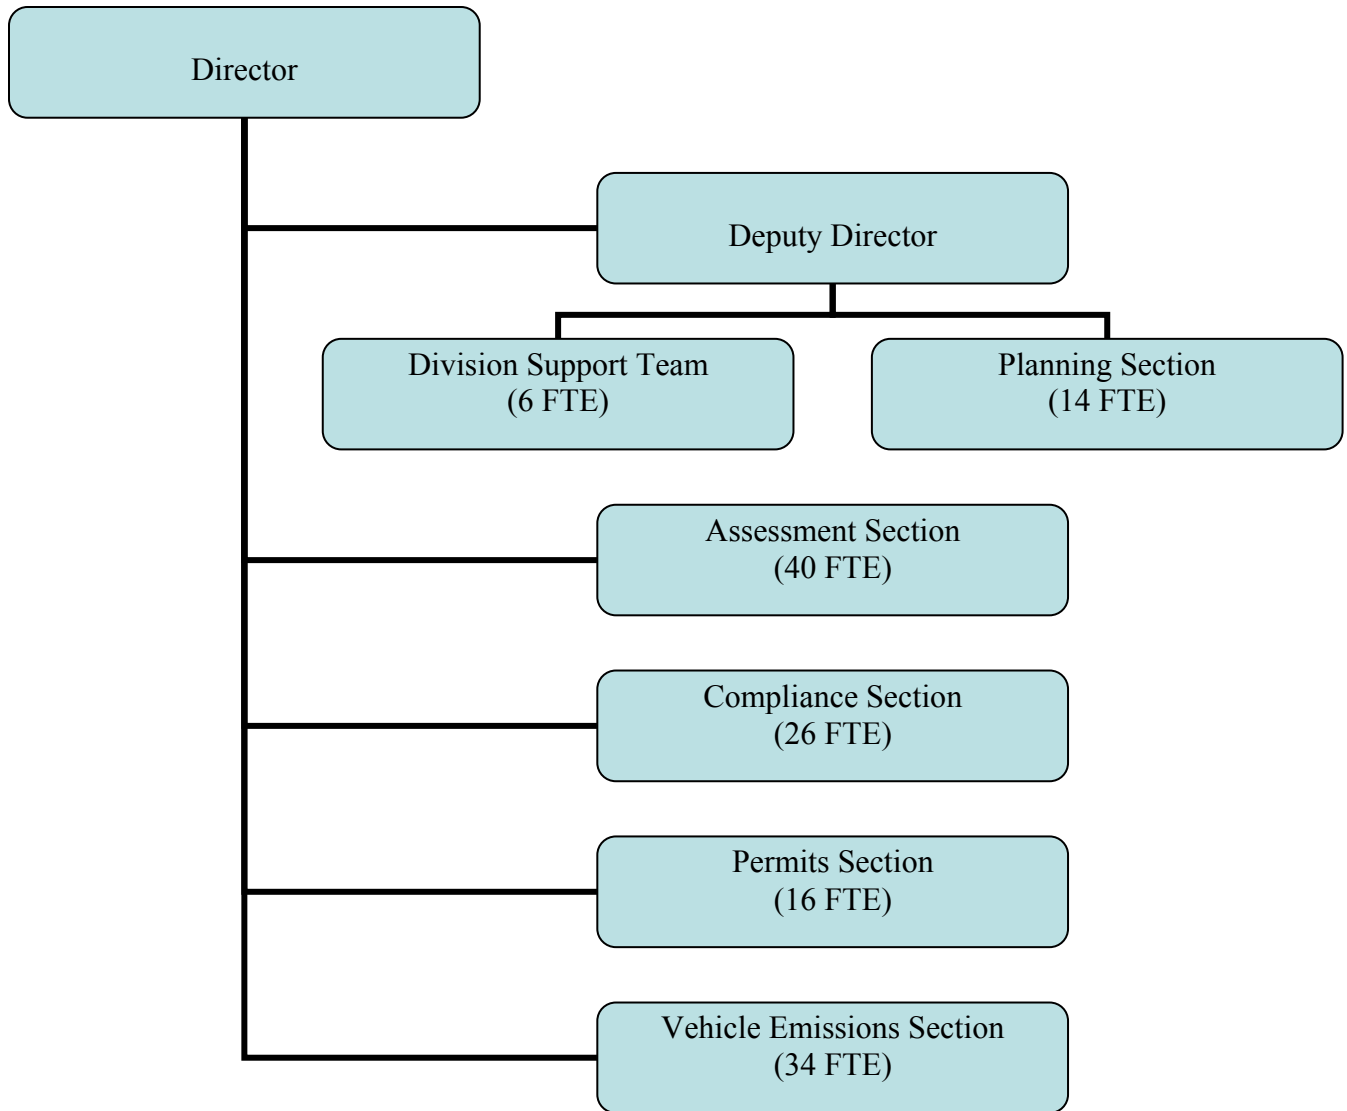 Director
Deputy Director
Division Support Team
(6 FTE)
Planning Section
(14 FTE)
Assessment Section
(40 FTE)
Compliance Section
(26 FTE)
Permits Section
(16 FTE)
Vehicle Emissions Section
(34 FTE)